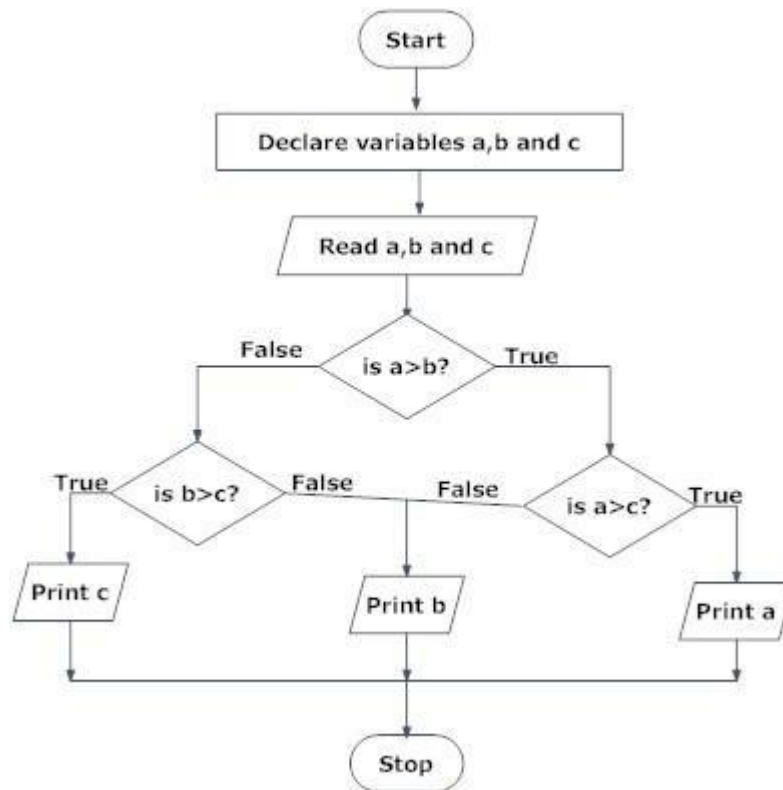 Start
Declare variables a,b and c
Read a,b and c
False
True
is a>b?
True
is b>c?
False
False
is a>c?
True
Print c
Print b
Print a
Stop